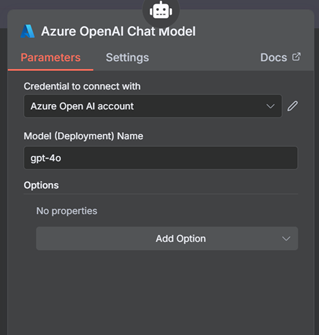 Azure OpenAI Chat Model
Parameters Settings Docs
Credential to connect with
Azure Open AI account
Model (Deployment) Name
gpt-4o
Options
No properties
Add Option